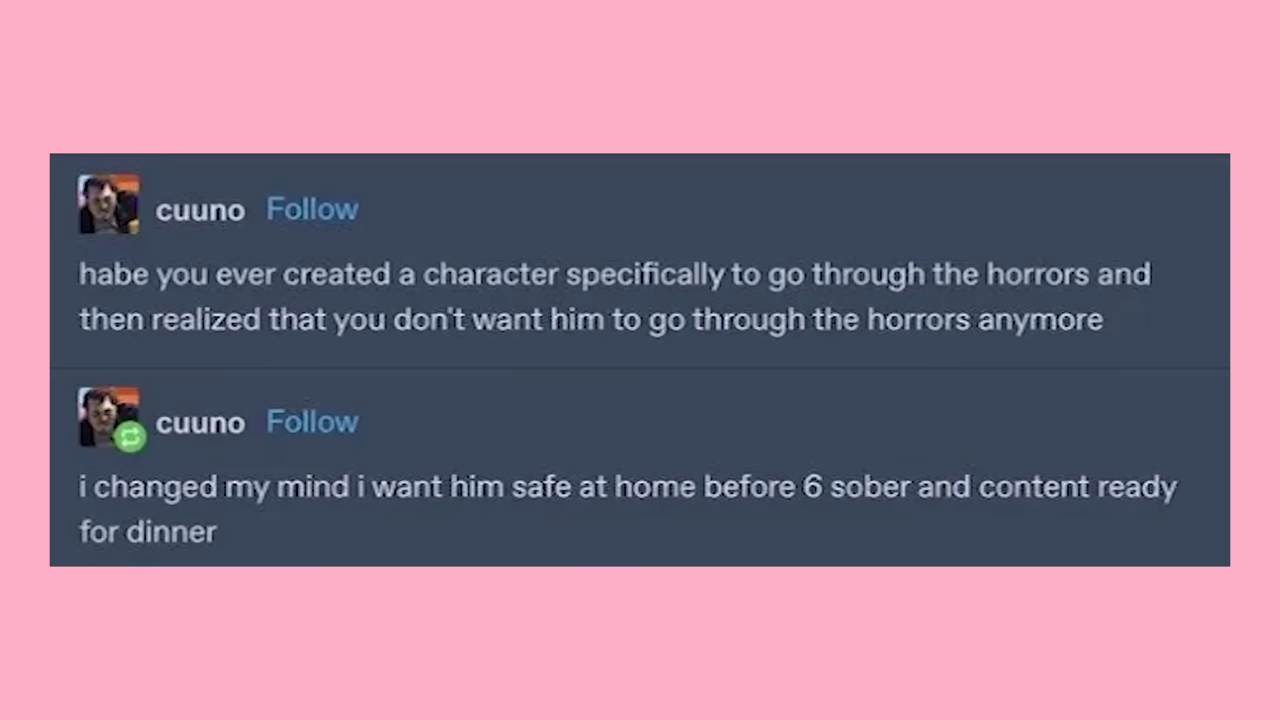 cuuno Follow
habe you ever created a character specifically to go through the horrors and
then realized that you don't want him to go through the horrors anymore
cuuno Follow
i changed my mind i want him safe at home before 6 sober and content ready
for dinner